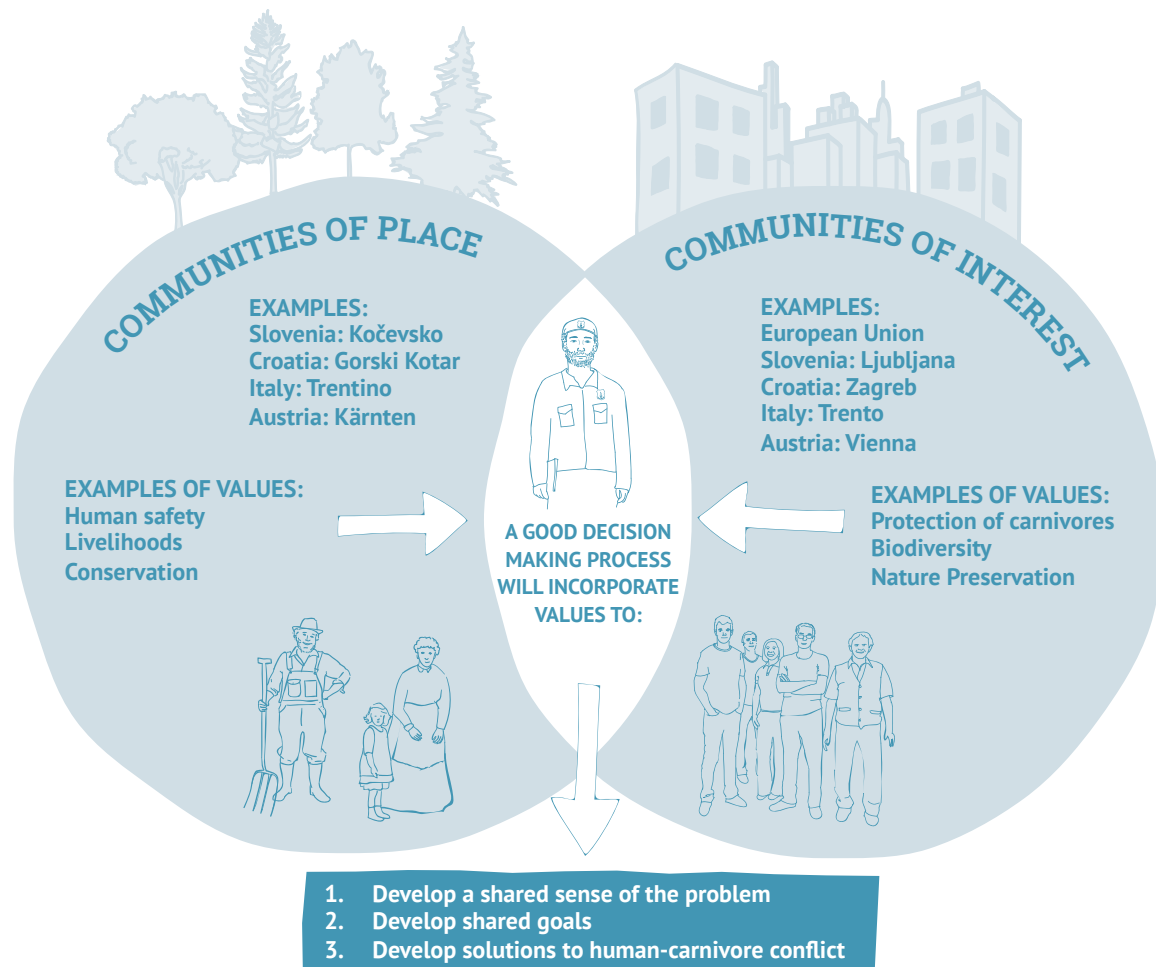 COMMUNITIES OF PLACE
EXAMPLES:
Slovenia: Kočevsko
Croatia: Gorski Kotar
Italy: Trentino
Austria: Kärnten
EXAMPLES OF VALUES:
Human safety
Livelihoods
Conservation
COMMUNITIES OF INTEREST
EXAMPLES:
European Union
Slovenia: Ljubljana
Croatia: Zagreb
Italy: Trento
Austria: Vienna
EXAMPLES OF VALUES:
Protection of carnivores
Biodiversity
Nature Preservation
A GOOD DECISION
MAKING PROCESS
WILL INCORPORATE
VALUES TO:
1. Develop a shared sense of the problem
2. Develop shared goals
3. Develop solutions to human-carnivore conflict